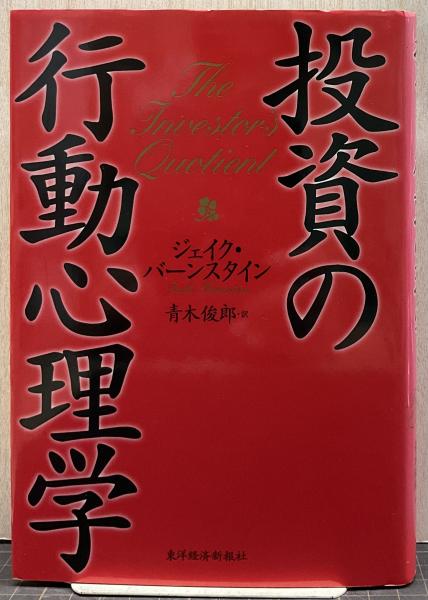 投資の
行動心理学
The
Investor's
Quotient
ジェイク・
バーンスタイン
青木俊郎・訳
東洋経済新報社